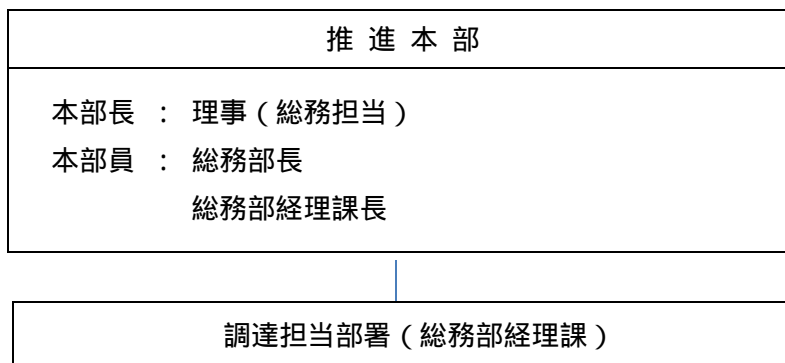 推 進 本 部
本部長 : 理事(総務担当)
本部員 : 総務部長
総務部経理課長
調達担当部署(総務部経理課)